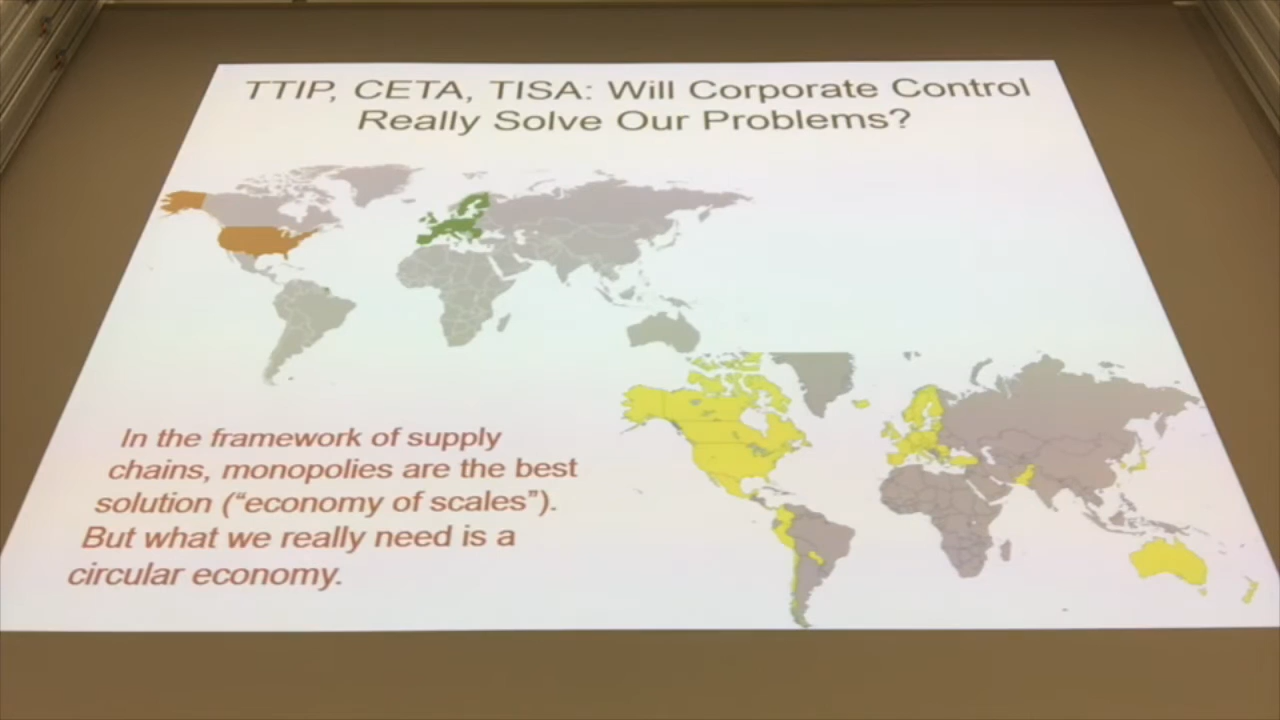 TTIP, CETA, TISA: Will Corporate Control
Really Solve Our Problems?
In the framework of supply
chains, monopolies are the best
solution (“economy of scales”).
But what we really need is a
circular economy.